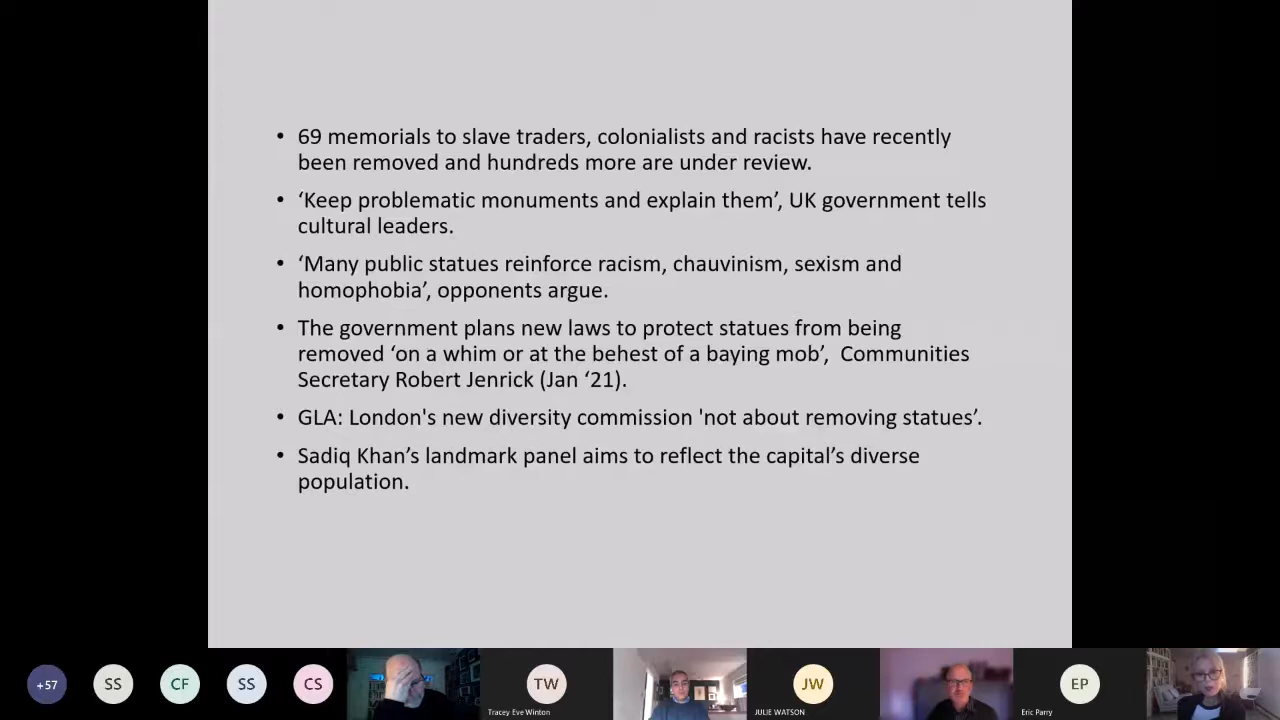 • 69 memorials to slave traders, colonialists and racists have recently
been removed and hundreds more are under review.
• ‘Keep problematic monuments and explain them’, UK government tells
cultural leaders.
• ‘Many public statues reinforce racism, chauvinism, sexism and
homophobia’, opponents argue.
• The government plans new laws to protect statues from being
removed ‘on a whim or at the behest of a baying mob’,  Communities
Secretary Robert Jenrick (Jan ‘21).
• GLA: London's new diversity commission 'not about removing statues’.
• Sadiq Khan’s landmark panel aims to reflect the capital’s diverse
population.
+57
SS
CF
SS
CS
TW
Tracey Eve Winton
JW
JULIE WATSON
EP
Eric Parry